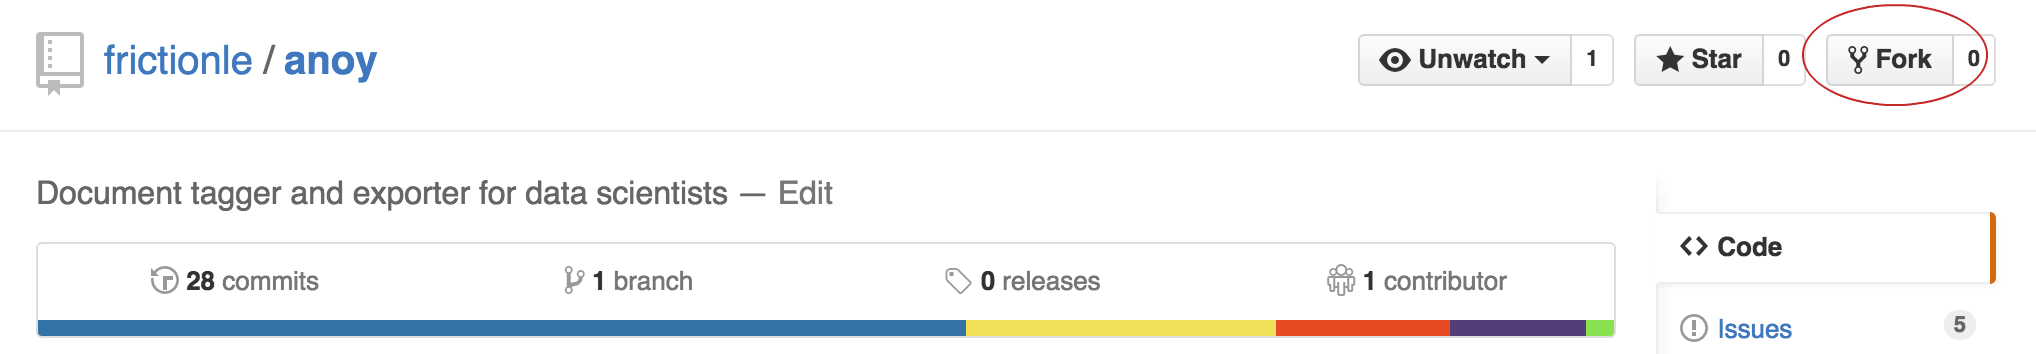 frictionle / anoy
Unwatch 1 Star 0 Fork 0
Document tagger and exporter for data scientists — Edit
28 commits 1 branch 0 releases 1 contributor
Code
Issues 5